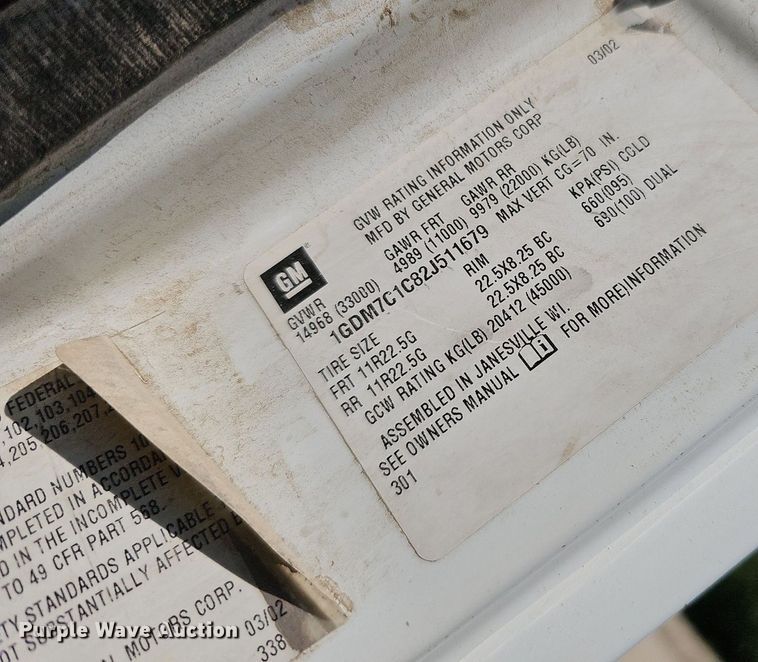 03/02
GVW RATING INFORMATION ONLY
MFD BY GENERAL MOTORS CORP
GM
GVWR GAWR FRT GAWR RR
14968 (33000) 4989 (11000) 9979 (22000) KG(LB)
1GDM7C1C82J511679 MAX VERT CG=70 IN.
TIRE SIZE RIM KPA(PSI) COLD
FRT 11R22.5G 22.5X8.25 BC 660(095)
RR 11R22.5G 22.5X8.25 BC 690(100) DUAL
GCW RATING KG(LB) 20412 (45000)
ASSEMBLED IN JANESVILLE WI.
SEE OWNERS MANUAL FOR MORE INFORMATION
301
FEDERAL
,102,103,104
,205,206,207,
NUMBERS
IN ACCORDA
D IN THE INCOMPLETE V
TO 49 CFR PART 568.
STANDARDS APPLICABLE
OT SUBSTANTIALLY AFFECTED
MOTORS CORP.
03/02
338
Purple Wave Auction